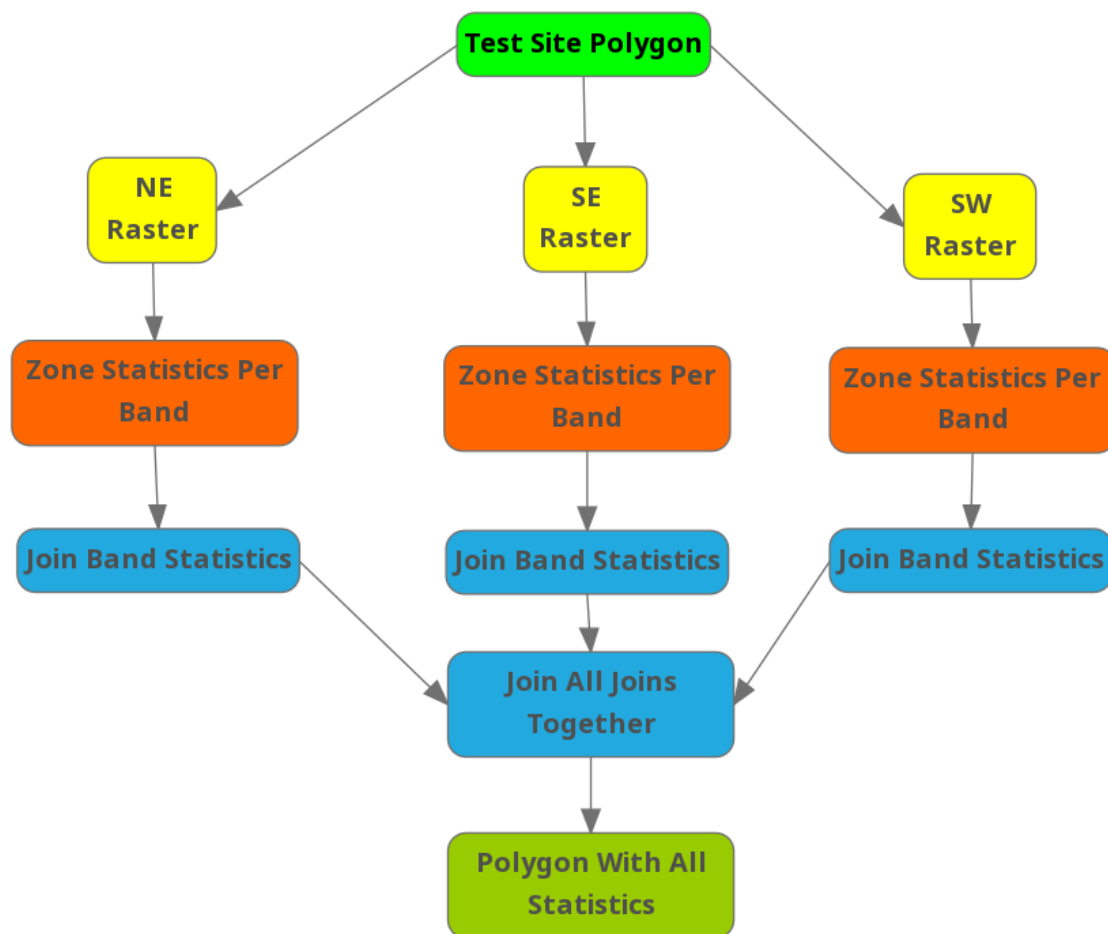 Test Site Polygon
NE
Raster
SE
Raster
SW
Raster
Zone Statistics Per
Band
Zone Statistics Per
Band
Zone Statistics Per
Band
Join Band Statistics
Join Band Statistics
Join Band Statistics
Join All Joins
Together
Polygon With All
Statistics